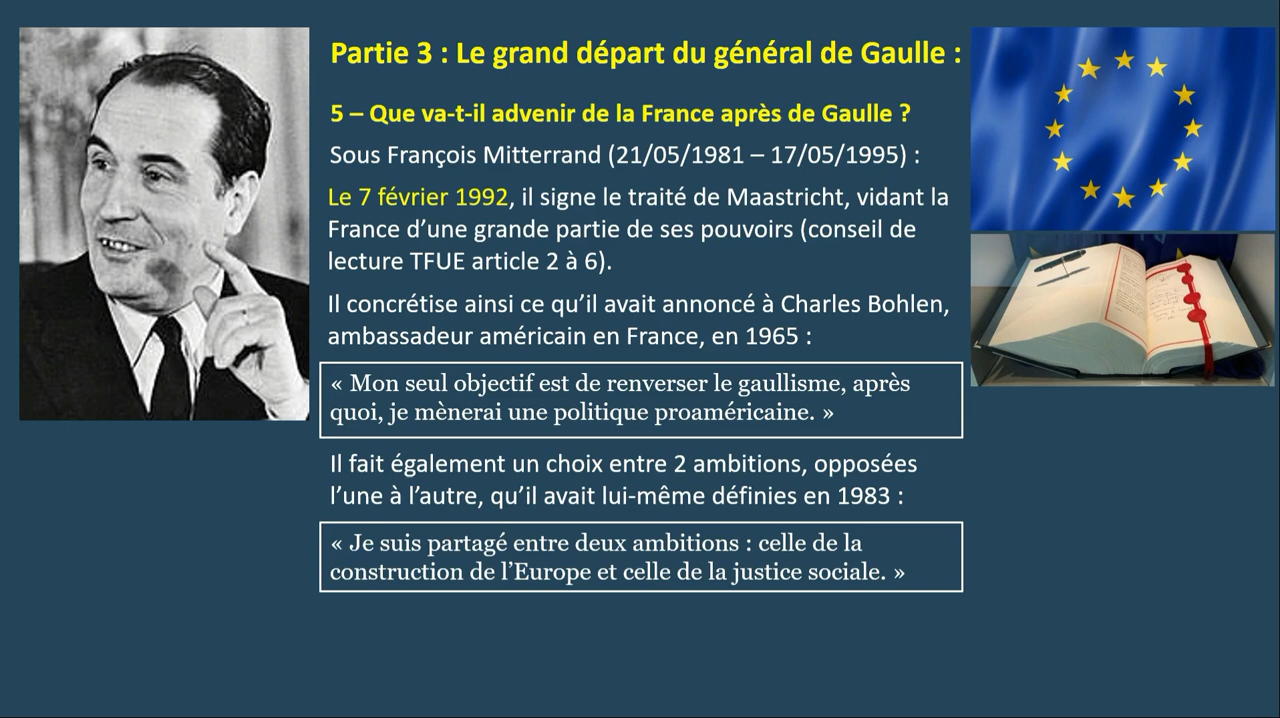 Partie 3 : Le grand départ du général de Gaulle :
5 – Que va-t-il advenir de la France après de Gaulle ?
Sous François Mitterrand (21/05/1981 – 17/05/1995) :
Le 7 février 1992, il signe le traité de Maastricht, vidant la
France d’une grande partie de ses pouvoirs (conseil de
lecture TFUE article 2 à 6).
Il concrétise ainsi ce qu’il avait annoncé à Charles Bohlen,
ambassadeur américain en France, en 1965 :
« Mon seul objectif est de renverser le gaullisme, après
quoi, je mènerai une politique proaméricaine. »
Il fait également un choix entre 2 ambitions, opposées
l’une à l’autre, qu’il avait lui-même définies en 1983 :
« Je suis partagé entre deux ambitions : celle de la
construction de l’Europe et celle de la justice sociale. »